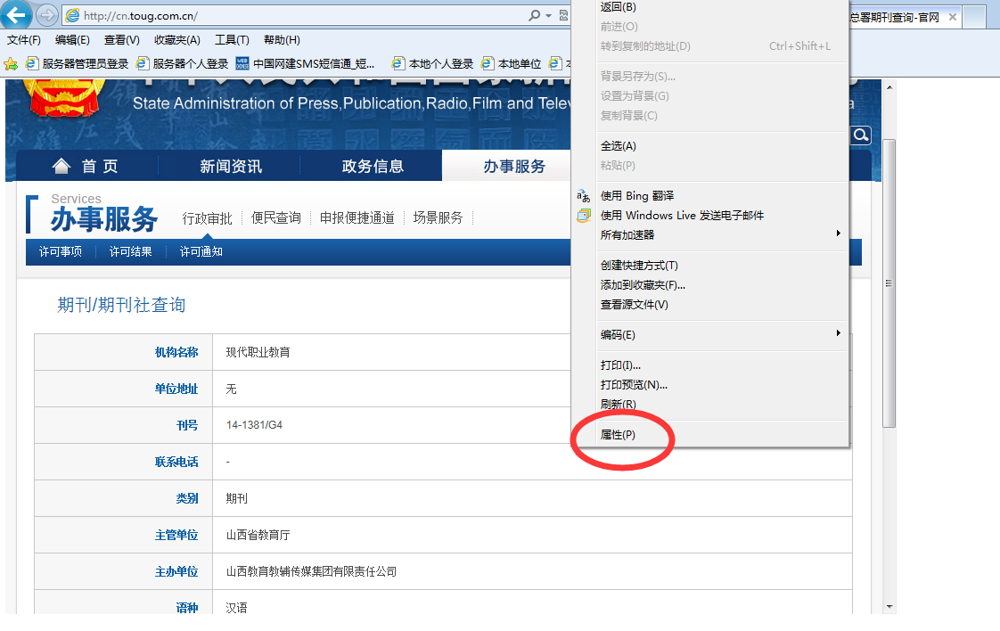 http://cn.toug.com.cn/
总署期刊查询-官网
文件(F) 编辑(E) 查看(V) 收藏夹(A) 工具(T) 帮助(H)
服务器管理员登录 服务器个人登录 中国网建SMS短信通_短... 本地个人登录 本地单位
State Administration of Press,Publication,Radio,Film and
首 页 新闻资讯 政务信息 办事服务
Services
办事服务 行政审批 便民查询 申报便捷通道 场景服务
许可事项 许可结果 许可通知
期刊/期刊社查询
机构名称 现代职业教育
单位地址 无
刊号 14-1381/G4
联系电话 -
类别 期刊
主管单位 山西省教育厅
主办单位 山西教育教辅传媒集团有限责任公司
语种 汉语
返回(B)
前进(O)
转到复制的地址(D) Ctrl+Shift+L
背景另存为(S)...
设置为背景(G)
复制背景(C)
全选(A)
粘贴(P)
使用 Bing 翻译
使用 Windows Live 发送电子邮件
所有加速器
创建快捷方式(T)
添加到收藏夹(F)...
查看源文件(V)
编码(E)
打印(I)...
打印预览(N)...
刷新(R)
属性(P)